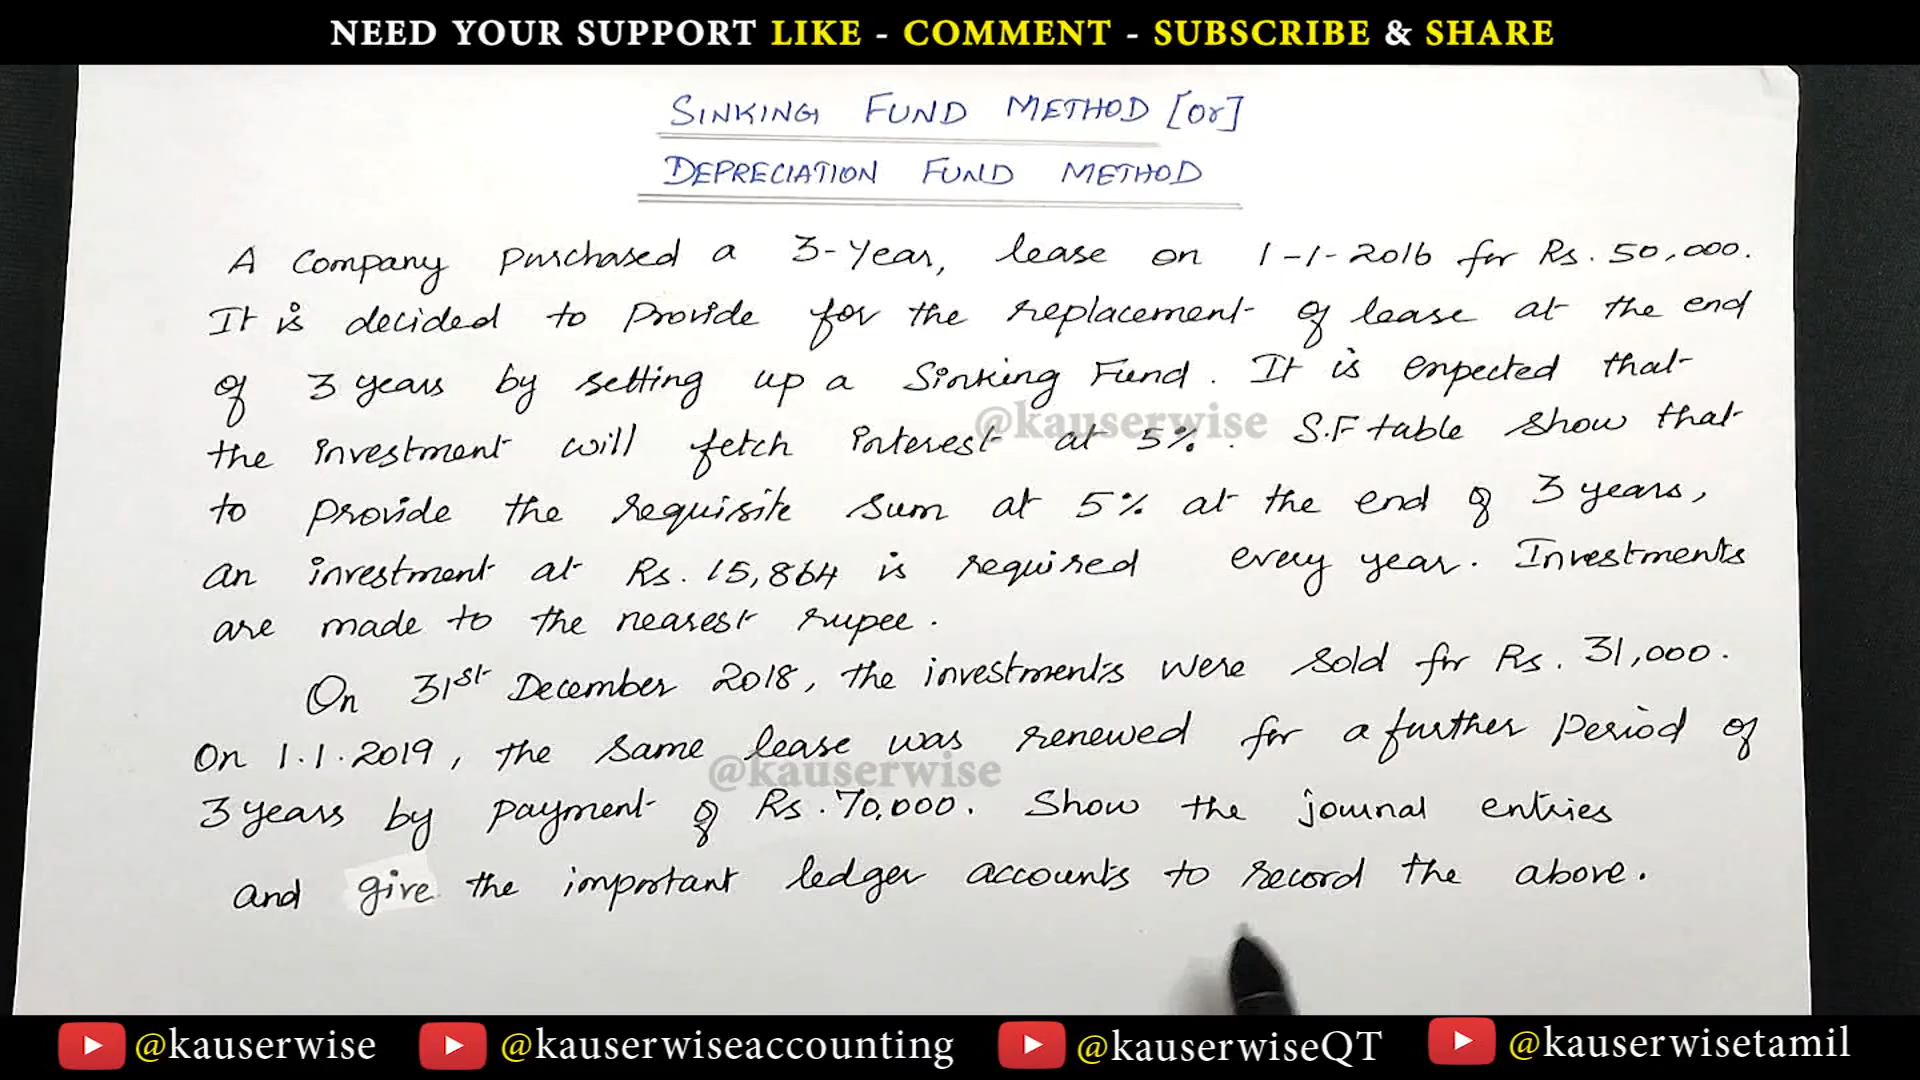 NEED YOUR SUPPORT LIKE - COMMENT - SUBSCRIBE & SHARE
SINKING FUND METHOD [or]
DEPRECIATION FUND METHOD
A Company purchased a 3-Year, lease on 1-1-2016 for Rs. 50,000.
It is decided to provide for the replacement of lease at the end
of 3 years by setting up a Sinking Fund. It is expected that
@kauserwise
the investment will fetch interest at 5%. S.F table show that
to provide the requisite sum at 5% at the end of 3 years,
an investment at Rs. 15,864 is required every year. Investments
are made to the nearest rupee.
On 31st December 2018, the investments were sold for Rs. 31,000.
On 1.1.2019, the same lease was renewed for a further period of
@kauserwise
3 years by payment of Rs. 70,000. Show the journal entries
and give the important ledger accounts to record the above.
@kauserwise @kauserwiseaccounting @kauserwiseQT @kauserwisetamil